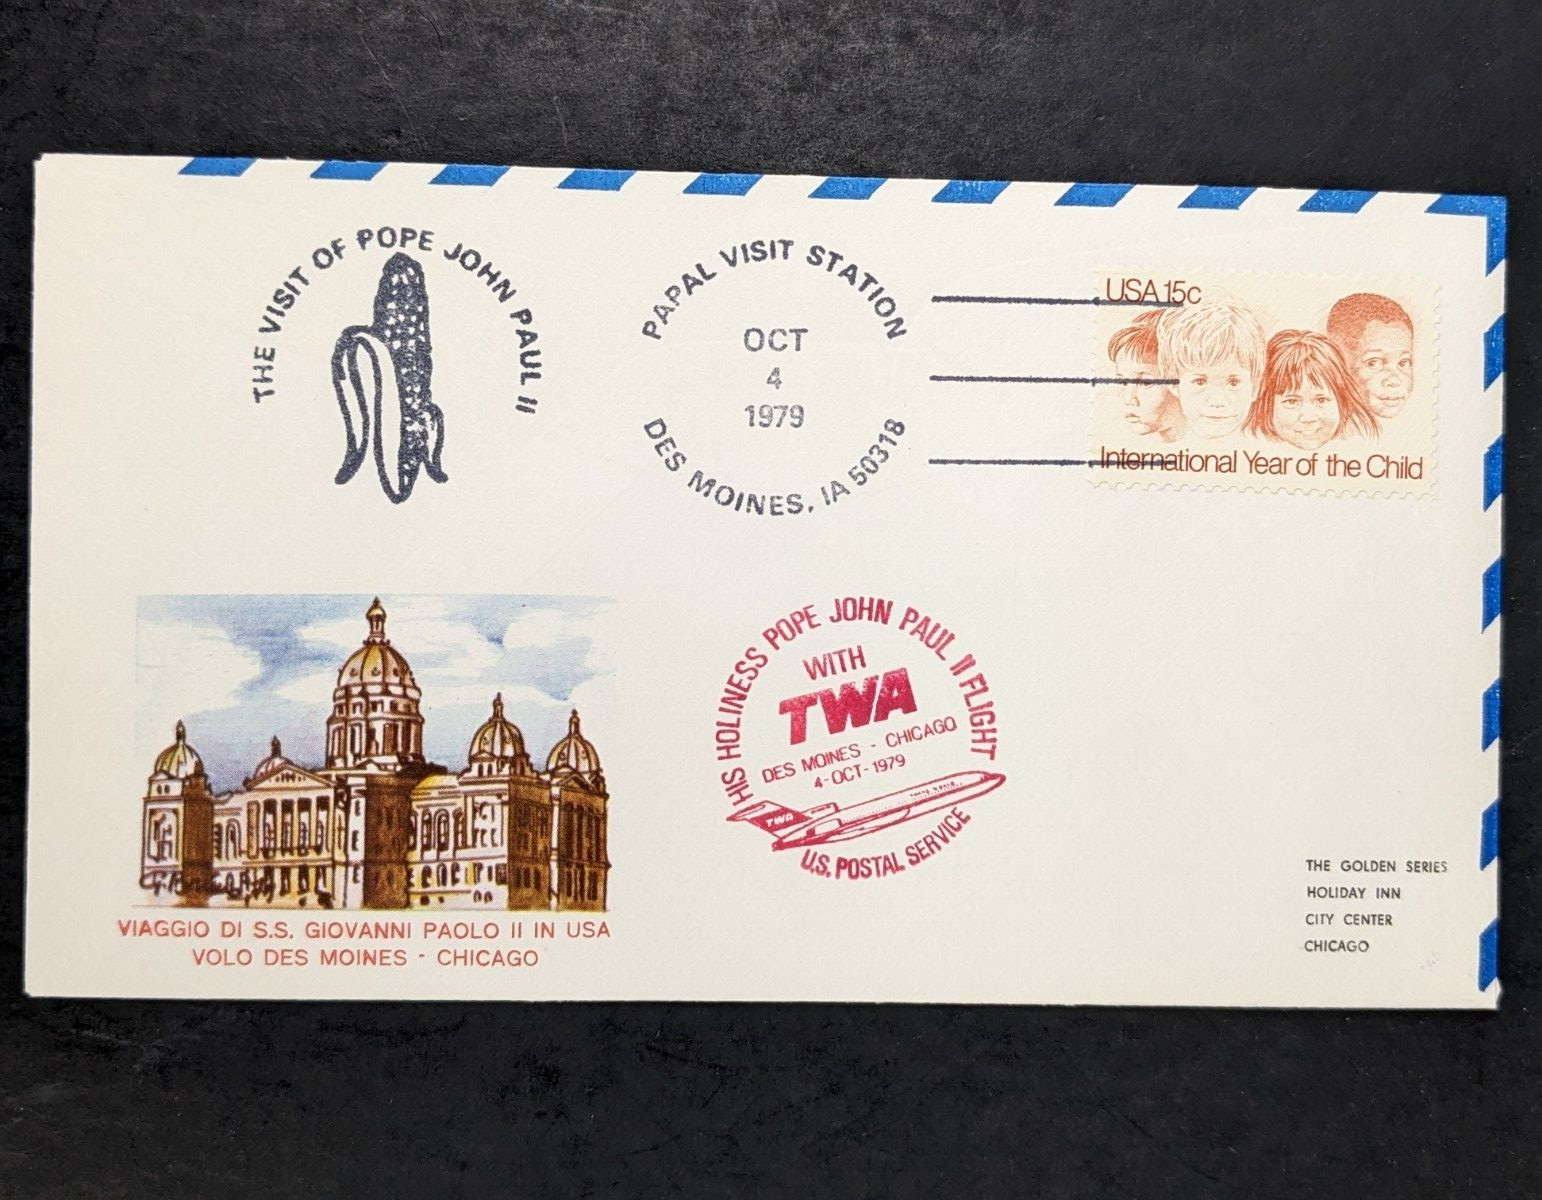 THE VISIT OF POPE JOHN PAUL II
PAPAL VISIT STATION
OCT
4
1979
DES MOINES, IA 50318
USA 15c
International Year of the Child
HIS HOLINESS POPE JOHN PAUL II FLIGHT
WITH
TWA
DES MOINES - CHICAGO
4-OCT-1979
TWA
U.S. POSTAL SERVICE
VIAGGIO DI S.S. GIOVANNI PAOLO II IN USA
VOLO DES MOINES - CHICAGO
THE GOLDEN SERIES
HOLIDAY INN
CITY CENTER
CHICAGO